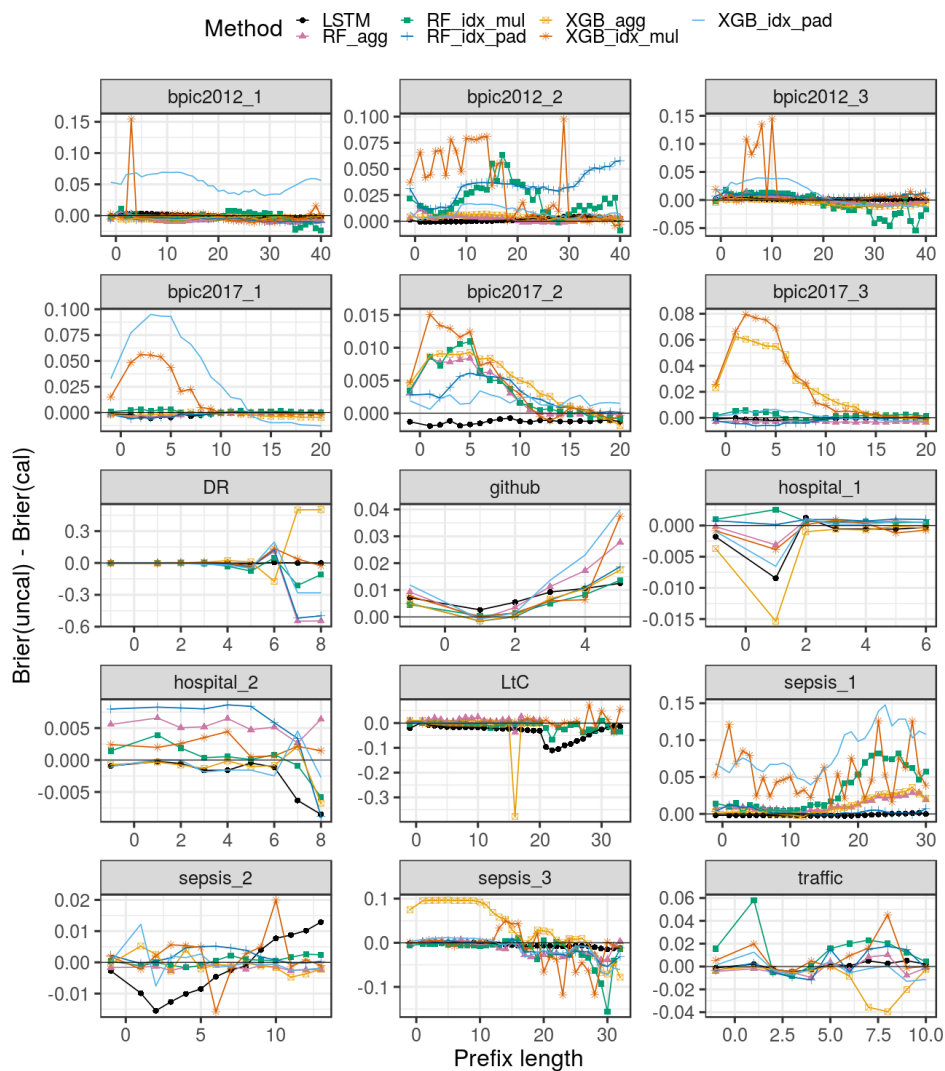 Method LSTM RF_idx_mul XGB_agg XGB_idx_pad
RF_agg RF_idx_pad XGB_idx_mul
Brier(uncal) - Brier(cal)
bpic2012_1
0.15
0.10
0.05
0.00
0 10 20 30 40
bpic2012_2
0.100
0.075
0.050
0.025
0.000
0 10 20 30 40
bpic2012_3
0.15
0.10
0.05
0.00
-0.05
0 10 20 30 40
bpic2017_1
0.100
0.075
0.050
0.025
0.000
0 5 10 15 20
bpic2017_2
0.015
0.010
0.005
0.000
0 5 10 15 20
bpic2017_3
0.08
0.06
0.04
0.02
0.00
0 5 10 15 20
DR
0.3
0.0
-0.3
-0.6
0 2 4 6 8
github
0.04
0.03
0.02
0.01
0.00
0 2 4
hospital_1
0.000
-0.005
-0.010
-0.015
0 2 4 6
hospital_2
0.005
0.000
-0.005
0 2 4 6 8
LtC
0.0
-0.1
-0.2
-0.3
0 10 20 30
sepsis_1
0.15
0.10
0.05
0.00
0 10 20 30
sepsis_2
0.02
0.01
0.00
-0.01
0 5 10
sepsis_3
0.1
0.0
-0.1
0 10 20 30
traffic
0.06
0.04
0.02
0.00
-0.02
-0.04
0.0 2.5 5.0 7.5 10.0
Prefix length